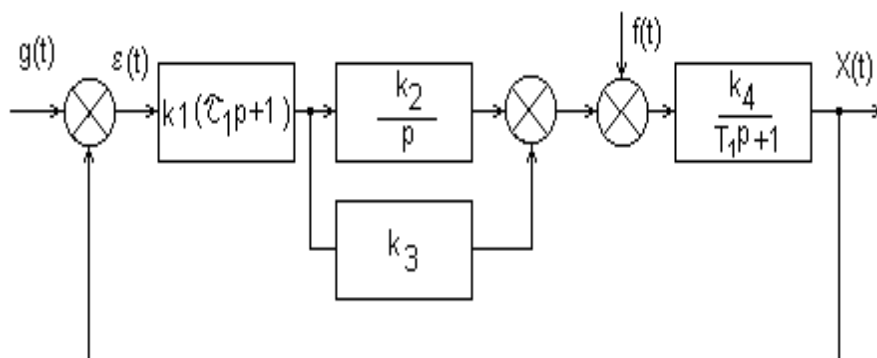 g(t)
ε(t)
k1(τ₁p+1)
k₂
p
f(t)
k₄
T₁p+1
X(t)
k₃